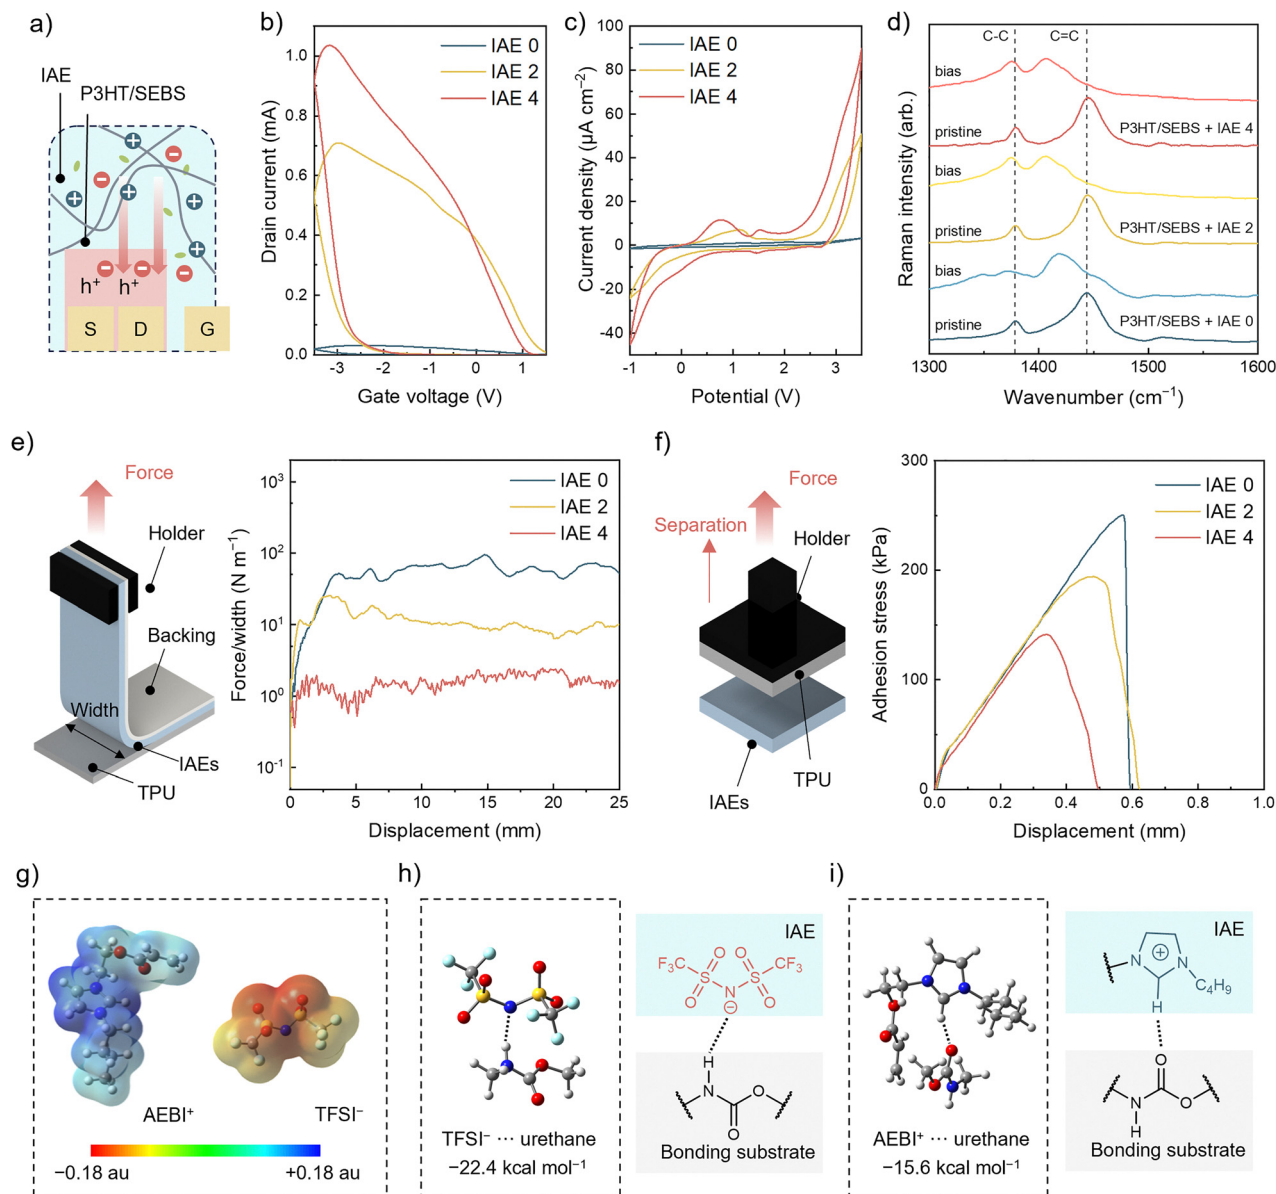 a)
IAE
P3HT/SEBS
h⁺
h⁺
S
D
G
b)
Drain current (mA)
1.0
0.8
0.6
0.4
0.2
0.0
IAE 0
IAE 2
IAE 4
-3
-2
-1
0
1
Gate voltage (V)
c)
Current density (µA cm⁻²)
100
80
60
40
20
0
-20
-40
IAE 0
IAE 2
IAE 4
-1
0
1
2
3
Potential (V)
d)
Raman intensity (arb.)
C-C
C=C
bias
pristine
P3HT/SEBS + IAE 4
bias
pristine
P3HT/SEBS + IAE 2
bias
pristine
P3HT/SEBS + IAE 0
1300
1400
1500
1600
Wavenumber (cm⁻¹)
e)
Force
Holder
Backing
Width
IAEs
TPU
Force/width (N m⁻¹)
10³
10²
10¹
10⁰
10⁻¹
IAE 0
IAE 2
IAE 4
0
5
10
15
20
25
Displacement (mm)
f)
Force
Separation
Holder
TPU
IAEs
Adhesion stress (kPa)
300
200
100
0
IAE 0
IAE 2
IAE 4
0.0
0.2
0.4
0.6
0.8
1.0
Displacement (mm)
g)
AEBI⁺
TFSI⁻
−0.18 au
+0.18 au
h)
TFSI⁻ ··· urethane
−22.4 kcal mol⁻¹
IAE
F₃C
CF₃
S
S
O
O
O
O
N
⊖
H
N
O
O
Bonding substrate
i)
AEBI⁺ ··· urethane
−15.6 kcal mol⁻¹
IAE
N
N
C₄H₉
H
O
N
H
O
Bonding substrate